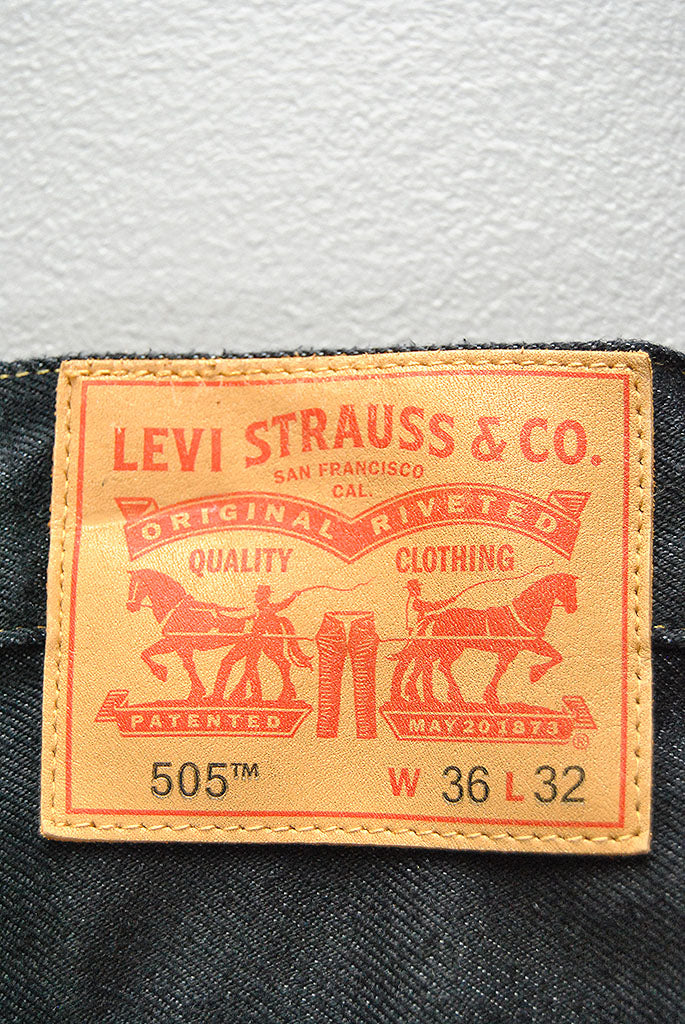 LEVI STRAUSS & CO.
SAN FRANCISCO
CAL.
ORIGINAL RIVETED
QUALITY CLOTHING
PATENTED MAY 20 1873 ®
505™ W 36 L 32